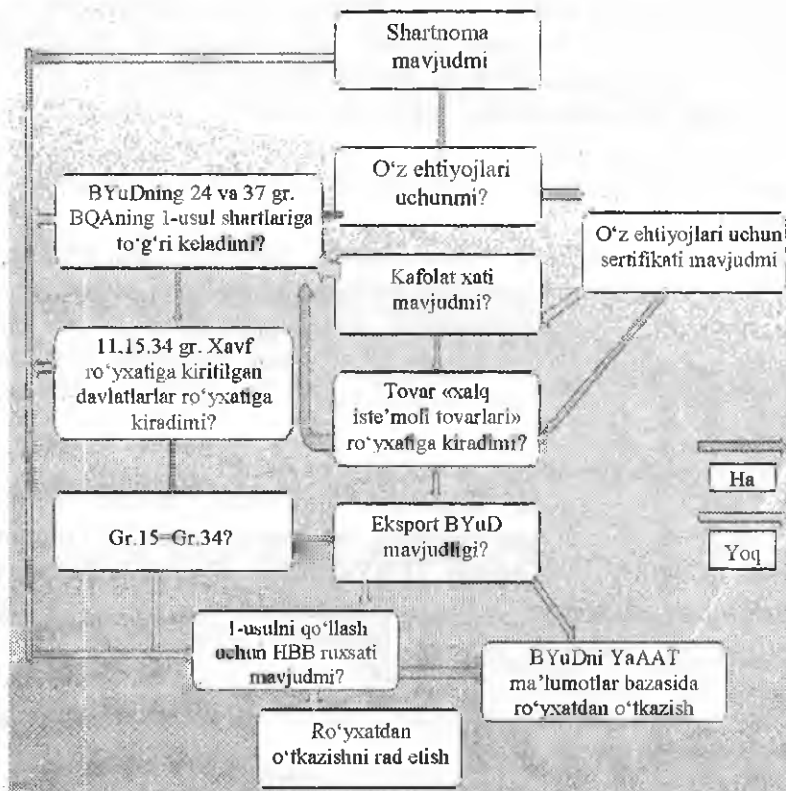 Shartnoma
mavjudmi
O‘z ehtiyojlari
uchunmi?
BYuDning 24 va 37 gr.
BQAning 1-usul shartlariga
to‘g‘ri keladimi?
O‘z ehtiyojlari uchun
sertifikati mavjudmi
Kafolat xati
mavjudmi?
11.15.34 gr. Xavf
ro‘yxatiga kiritilgan
davlatlarlar ro‘yxatiga
kiradimi?
Tovar «xalq
iste’moli tovarlari»
ro‘yxatiga kiradimi?
Ha
Gr.15=Gr.34?
Eksport BYuD
mavjudligi?
Yoq
1-usulni qo‘llash
uchun HBB ruxsati
mavjudmi?
BYuDni YaAAT
ma’lumotlar bazasida
ro‘yxatdan o‘tkazish
Ro‘yxatdan
o‘tkazishni rad etish